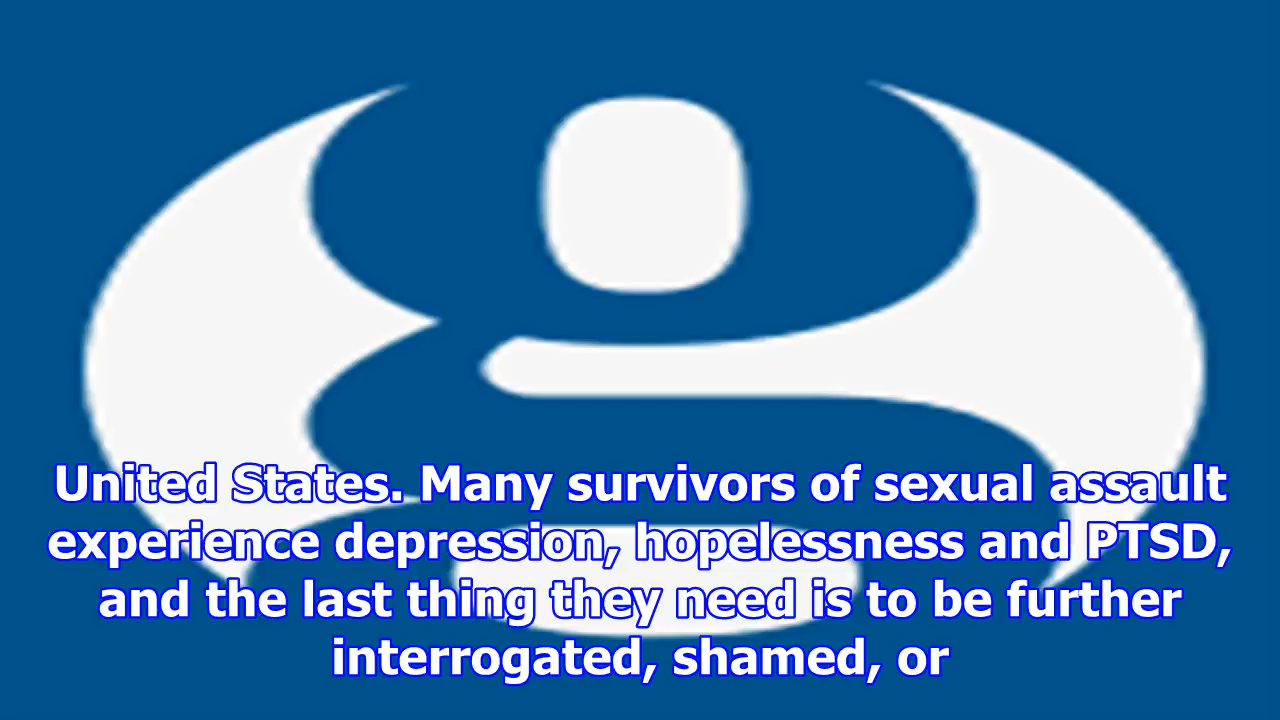 United States. Many survivors of sexual assault
experience depression, hopelessness and PTSD,
and the last thing they need is to be further
interrogated, shamed, or